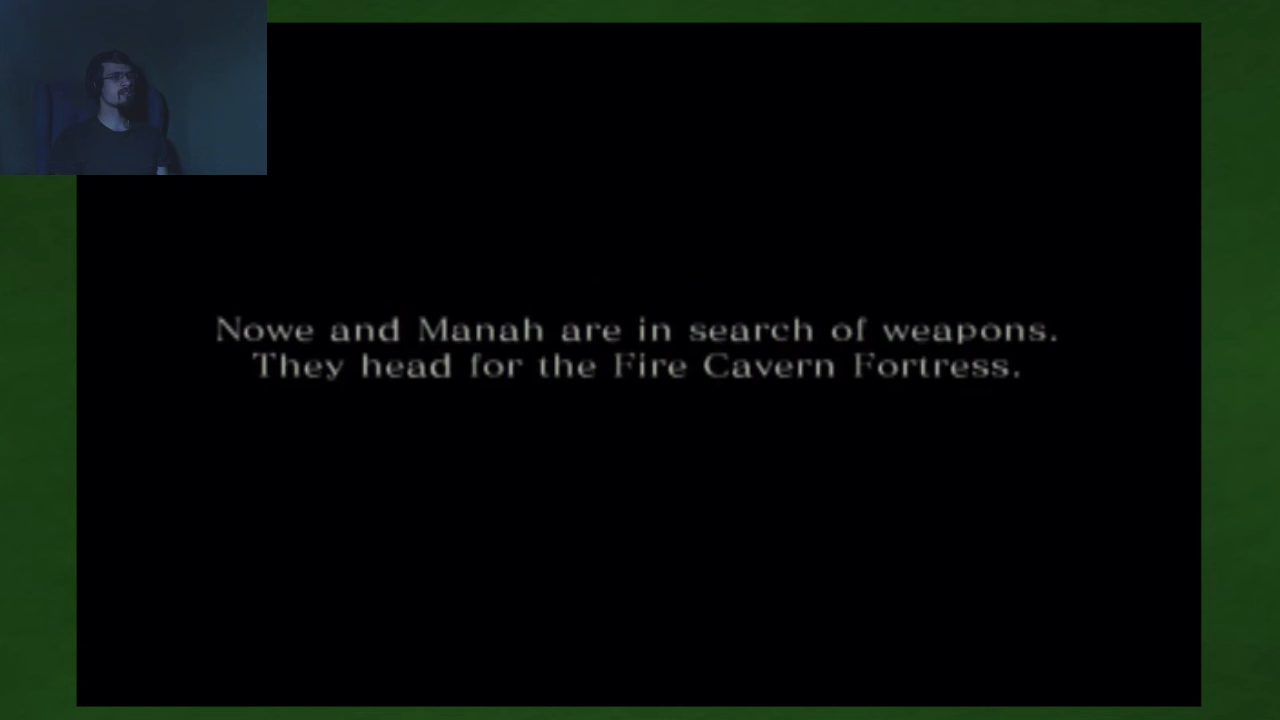 Nowe and Manah are in search of weapons.
They head for the Fire Cavern Fortress.